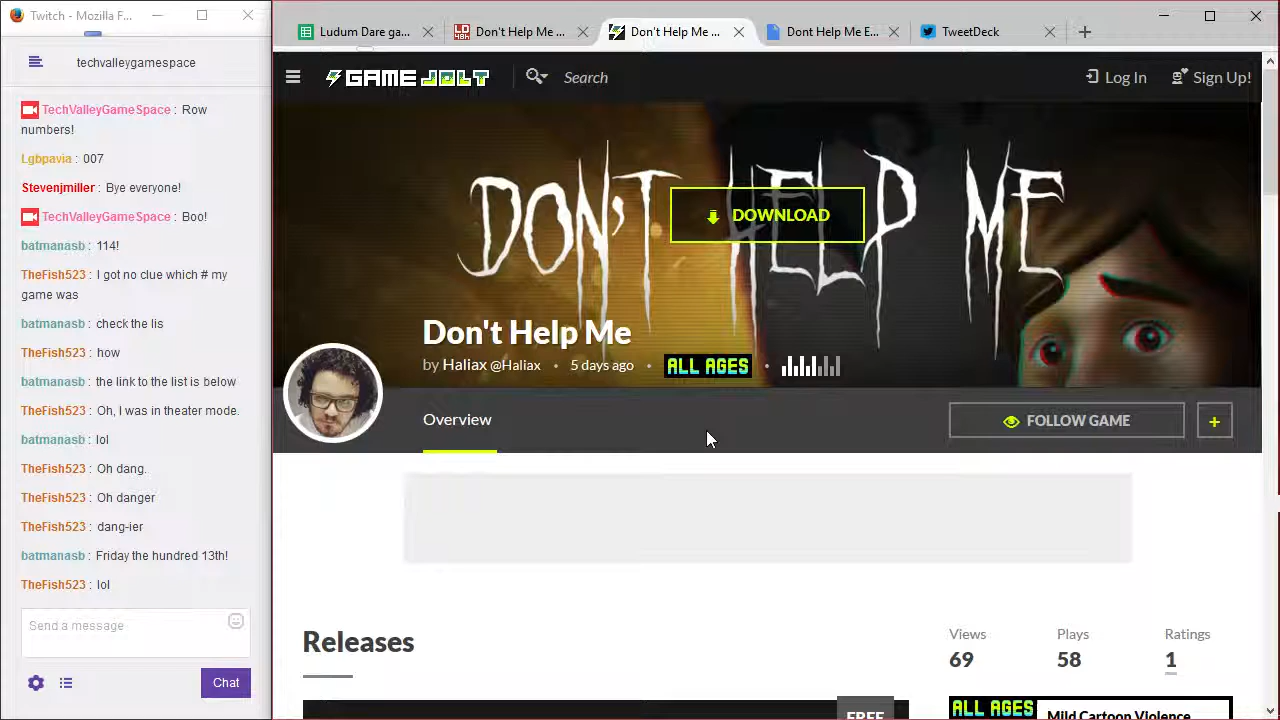 Twitch - Mozilla F...
techvalleygamespace
TechValleyGameSpace : Row
numbers!
Lgbpavia : 007
Stevenjmiller : Bye everyone!
TechValleyGameSpace : Boo!
batmanasb : 114!
TheFish523 : I got no clue which # my
game was
batmanasb : check the lis
TheFish523 : how
batmanasb : the link to the list is below
TheFish523 : Oh, I was in theater mode.
batmanasb : lol
TheFish523 : Oh dang.
TheFish523 : Oh danger
TheFish523 : dang-ier
batmanasb : Friday the hundred 13th!
TheFish523 : lol
Send a message
Chat
Ludum Dare ga...
LD 48h Don't Help Me ...
Don't Help Me ...
Dont Help Me E...
TweetDeck
GAME JOLT
Search
Log In
Sign Up!
DON'T HELP ME
DOWNLOAD
Don't Help Me
by Haliax @Haliax • 5 days ago • ALL AGES •
Overview
FOLLOW GAME
+
Releases
Views
69
Plays
58
Ratings
1
FREE
ALL AGES
Mild Cartoon Violence